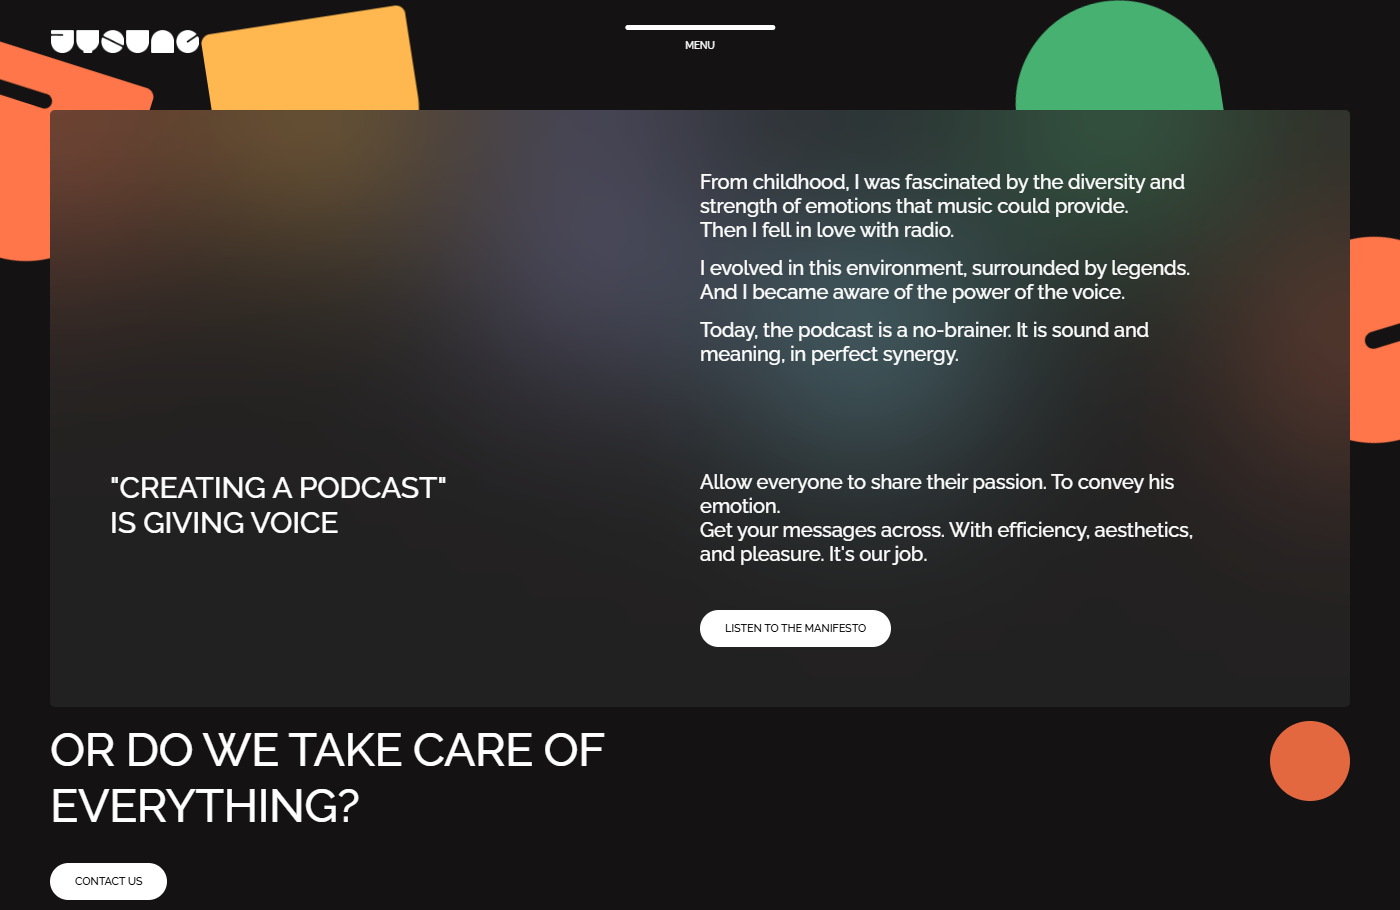 MENU
From childhood, I was fascinated by the diversity and
strength of emotions that music could provide.
Then I fell in love with radio.
I evolved in this environment, surrounded by legends.
And I became aware of the power of the voice.
Today, the podcast is a no-brainer. It is sound and
meaning, in perfect synergy.
"CREATING A PODCAST"
IS GIVING VOICE
Allow everyone to share their passion. To convey his
emotion.
Get your messages across. With efficiency, aesthetics,
and pleasure. It's our job.
LISTEN TO THE MANIFESTO
OR DO WE TAKE CARE OF
EVERYTHING?
CONTACT US